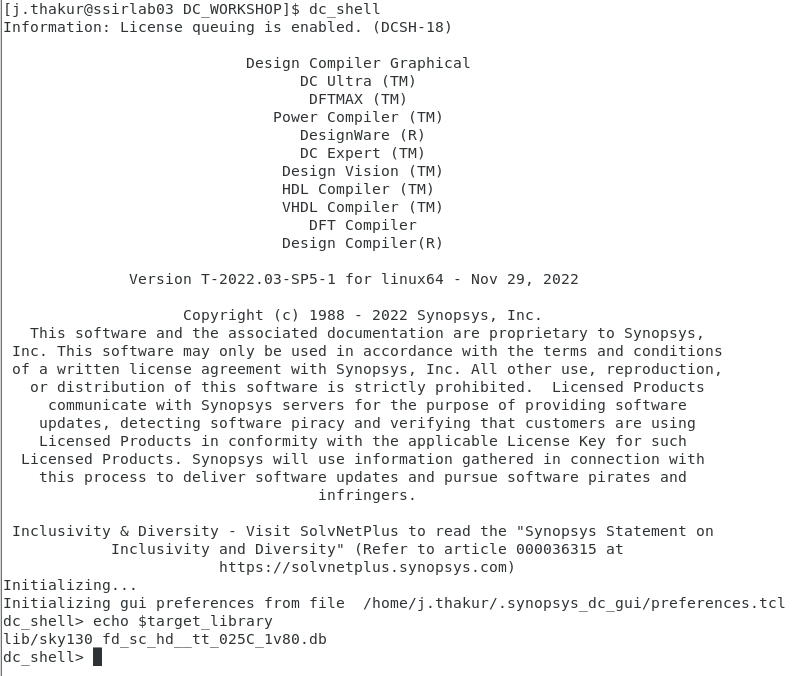 [j.thakur@ssirlab03 DC_WORKSHOP]$ dc_shell
Information: License queuing is enabled. (DCSH-18)
Design Compiler Graphical
DC Ultra (TM)
DFTMAX (TM)
Power Compiler (TM)
DesignWare (R)
DC Expert (TM)
Design Vision (TM)
HDL Compiler (TM)
VHDL Compiler (TM)
DFT Compiler
Design Compiler(R)
Version T-2022.03-SP5-1 for linux64 - Nov 29, 2022
Copyright (c) 1988 - 2022 Synopsys, Inc.
This software and the associated documentation are proprietary to Synopsys,
Inc. This software may only be used in accordance with the terms and conditions
of a written license agreement with Synopsys, Inc. All other use, reproduction,
or distribution of this software is strictly prohibited.  Licensed Products
communicate with Synopsys servers for the purpose of providing software
updates, detecting software piracy and verifying that customers are using
Licensed Products in conformity with the applicable License Key for such
Licensed Products. Synopsys will use information gathered in connection with
this process to deliver software updates and pursue software pirates and
infringers.
Inclusivity & Diversity - Visit SolvNetPlus to read the "Synopsys Statement on
Inclusivity and Diversity" (Refer to article 000036315 at
https://solvnetplus.synopsys.com)
Initializing...
Initializing gui preferences from file  /home/j.thakur/.synopsys_dc_gui/preferences.tcl
dc_shell> echo $target_library
lib/sky130_fd_sc_hd__tt_025C_1v80.db
dc_shell>